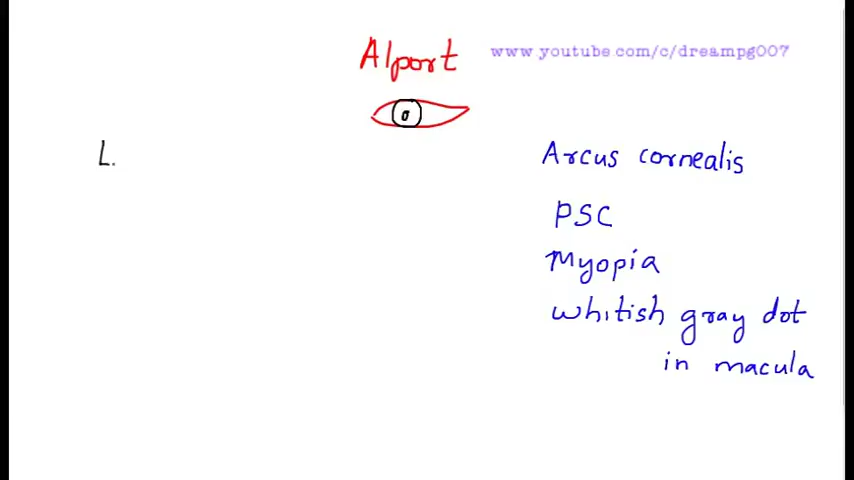 Alport
www.youtube.com/c/dreampg007
L.
Arcus cornealis
PSC
Myopia
whitish gray dot
in macula